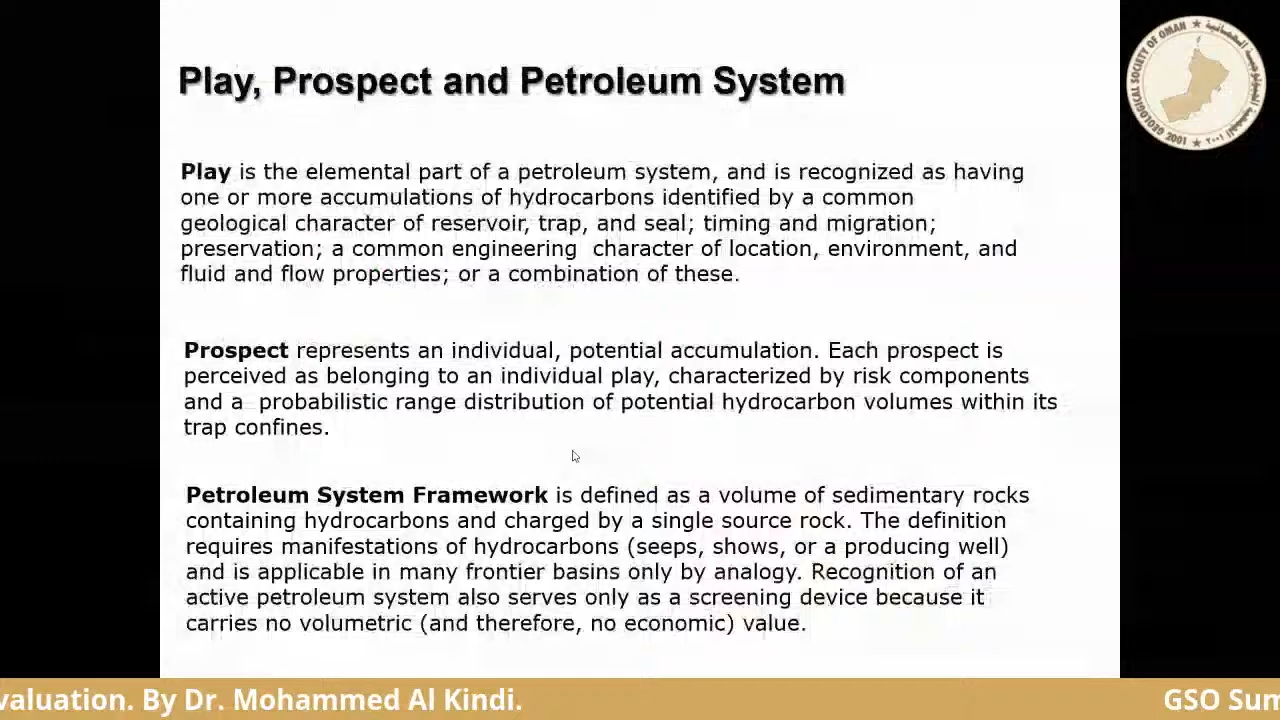 Play, Prospect and Petroleum System
GEOLOGICAL SOCIETY OF OMAN
2001
٢٠٠١
Play is the elemental part of a petroleum system, and is recognized as having
one or more accumulations of hydrocarbons identified by a common
geological character of reservoir, trap, and seal; timing and migration;
preservation; a common engineering  character of location, environment, and
fluid and flow properties; or a combination of these.
Prospect represents an individual, potential accumulation. Each prospect is
perceived as belonging to an individual play, characterized by risk components
and a  probabilistic range distribution of potential hydrocarbon volumes within its
trap confines.
Petroleum System Framework is defined as a volume of sedimentary rocks
containing hydrocarbons and charged by a single source rock. The definition
requires manifestations of hydrocarbons (seeps, shows, or a producing well)
and is applicable in many frontier basins only by analogy. Recognition of an
active petroleum system also serves only as a screening device because it
carries no volumetric (and therefore, no economic) value.
valuation. By Dr. Mohammed Al Kindi.
GSO Sum